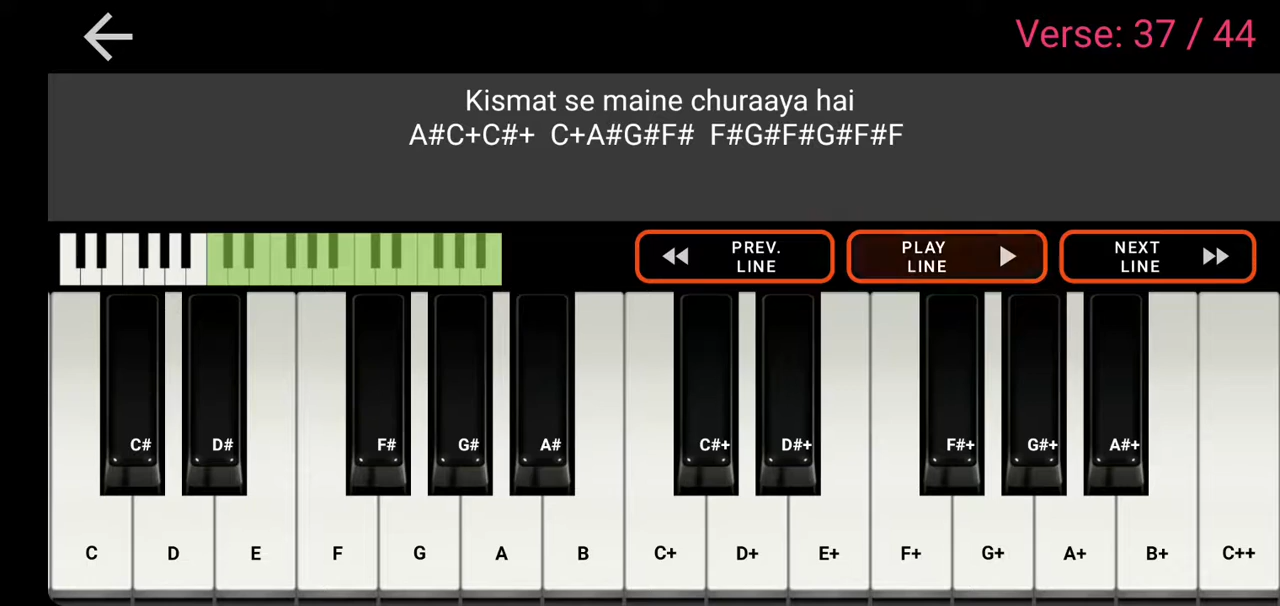 Verse: 37 / 44
Kismat se maine churaaya hai
A#C+C#+ C+A#G#F# F#G#F#G#F#F
PREV.
LINE
PLAY
LINE
NEXT
LINE
C# D# F# G# A# C#+ D#+ F#+ G#+ A#+
C D E F G A B C+ D+ E+ F+ G+ A+ B+ C++